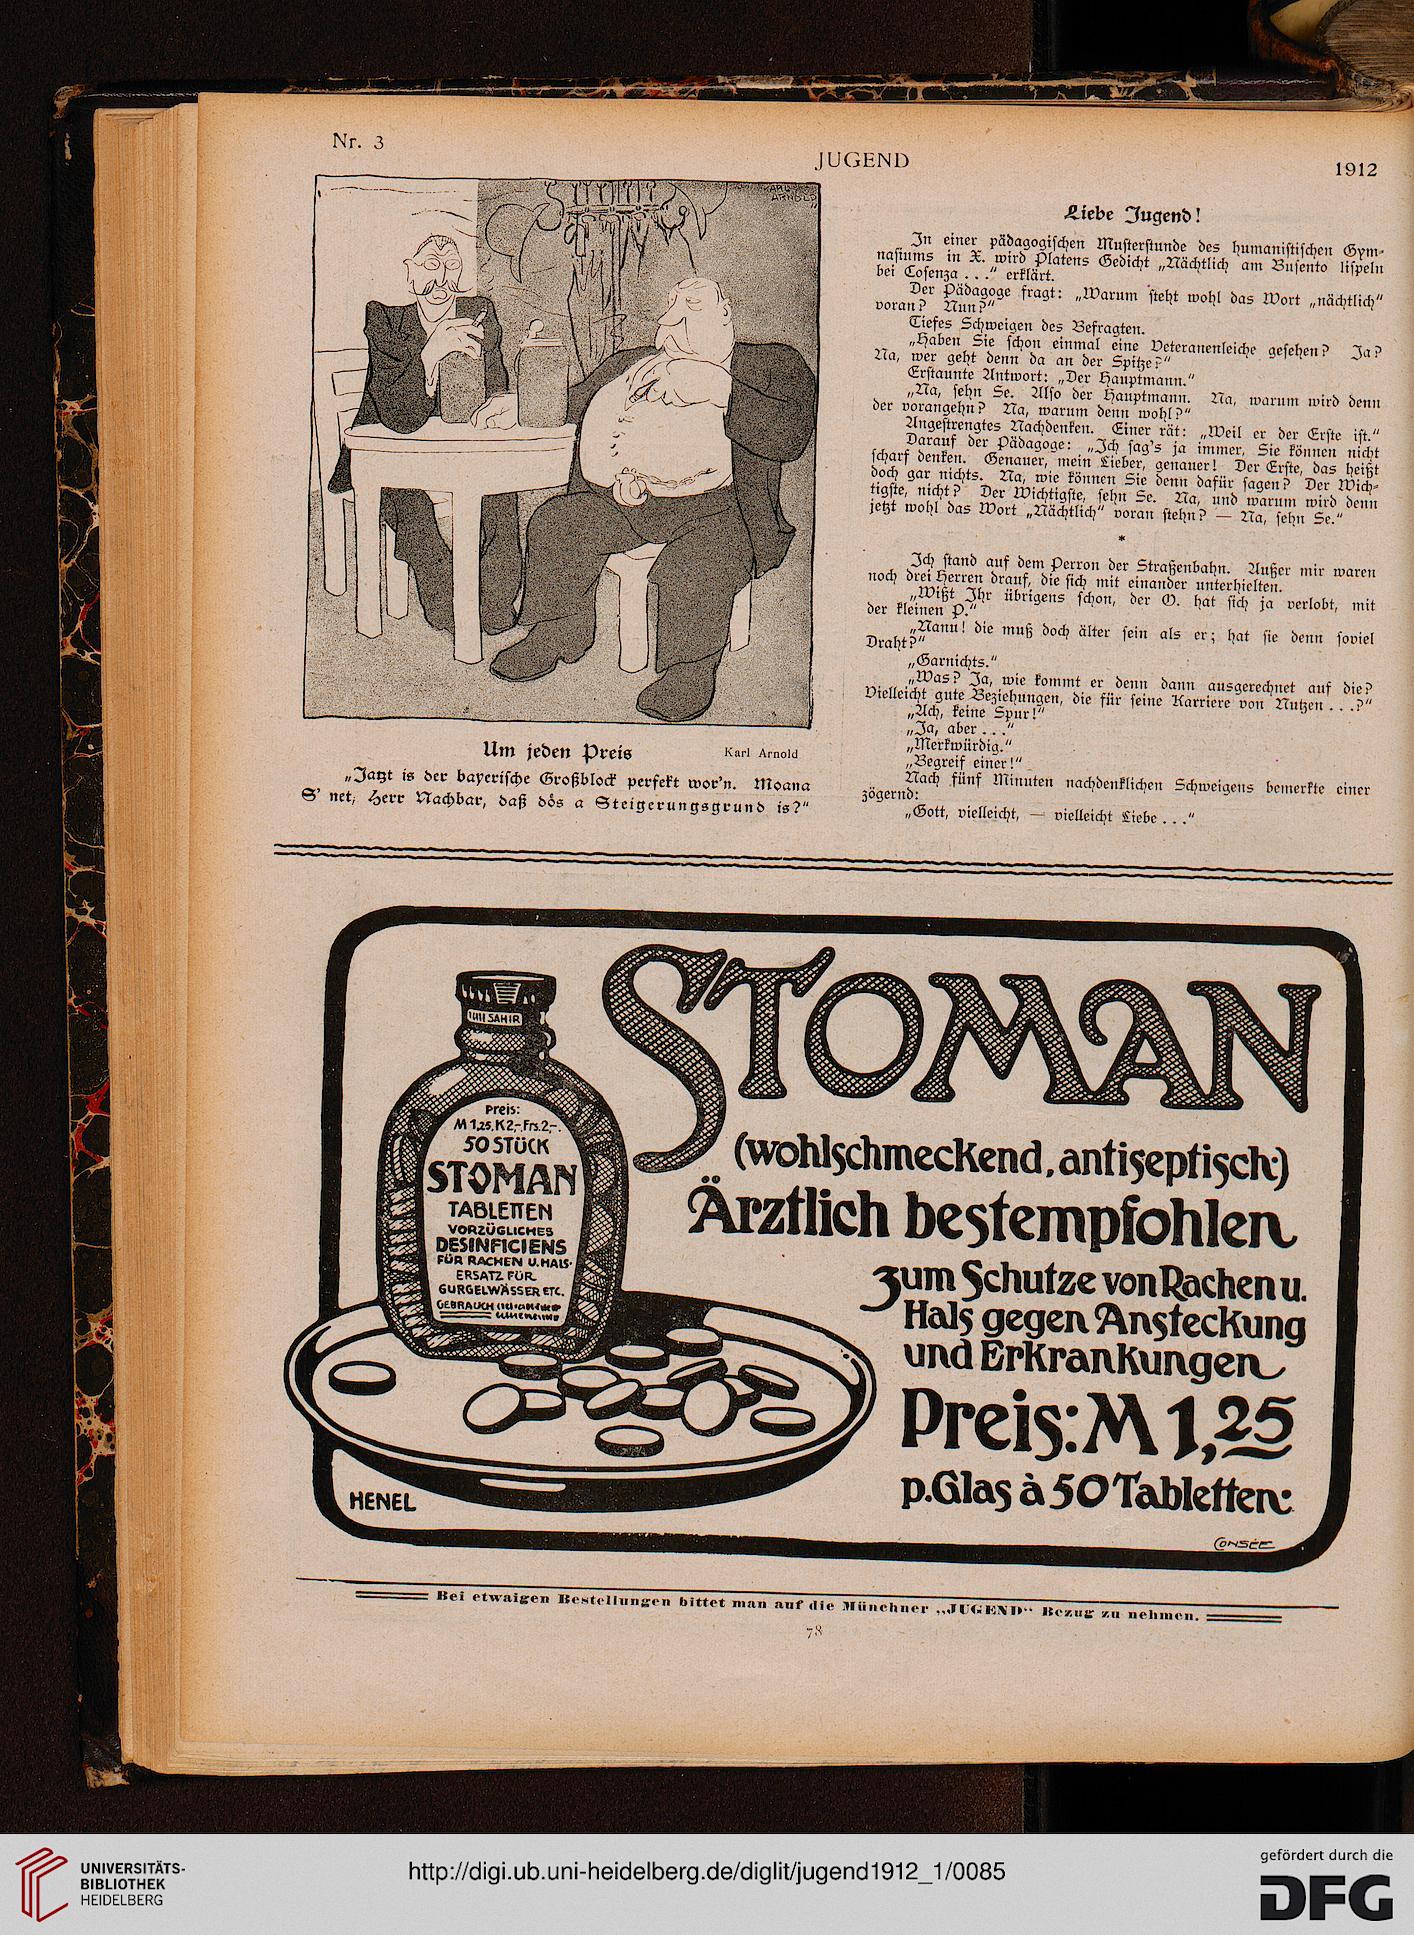 Nr. 3
JUGEND
1912
KARL
ARNOLD
Um jeden Preis
Karl Arnold
„Jatzt is der bayerische Großblock perfekt wor'n. Moana
S' net, Herr Nachbar, daß dös a Steigerungsgrund is?“
Liebe Jugend!
In einer pädagogischen Musterstunde des humanistischen Gym-
nasiums in X. wird Platens Gedicht „Nächtlich am Busento lispeln
bei Cosenza . . .“ erklärt.
Der Pädagoge fragt: „Warum steht wohl das Wort „nächtlich“
voran? Nun?“
Tiefes Schweigen des Befragten.
„Haben Sie schon einmal eine Veteranenleiche gesehen? Ja?
Na, wer geht denn da an der Spitze?“
Erstaunte Antwort: „Der Hauptmann.“
„Na, sehn Se. Also der Hauptmann. Na, warum wird denn
der vorangehn? Na, warum denn wohl?“
Angestrengtes Nachdenken. Einer rät: „Weil er der Erste ist.“
Darauf der Pädagoge: „Ich sag's ja immer, Sie können nicht
scharf denken. Genauer, mein Lieber, genauer! Der Erste, das heißt
doch gar nichts. Na, wie können Sie denn dafür sagen? Der Wich-
tigste, nicht? Der Wichtigste, sehn Se. Na, und warum wird denn
jetzt wohl das Wort „Nächtlich“ voran stehn? — Na, sehn Se.“
*
Ich stand auf dem Perron der Straßenbahn. Außer mir waren
noch drei Herren drauf, die sich mit einander unterhielten.
„Wißt Ihr übrigens schon, der O. hat sich ja verlobt, mit
der kleinen P.“
„Nanu! die muß doch älter sein als er; hat sie denn soviel
Draht?“
„Garnichts.“
„Was? Ja, wie kommt er denn dann ausgerechnet auf die?
Vielleicht gute Beziehungen, die für seine Karriere von Nutzen . . .?“
„Ach, keine Spur!“
„Ja, aber . . .“
„Merkwürdig.“
„Begreif einer!“
Nach fünf Minuten nachdenklichen Schweigens bemerkte einer
zögernd:
„Gott, vielleicht, — vielleicht Liebe . . .“
STOMAN
(wohlschmeckend, antiseptisch)
Ärztlich bestempfohlen
zum Schutze von Rachen u.
Hals gegen Ansteckung
und Erkrankungen
Preis: M 1,25
p. Glas à 50 Tabletten
SAHIR
Preis:
M 1,25, K 2,-, Frs. 2,-.
50 STÜCK
STOMAN
TABLETTEN
VORZÜGLICHES
DESINFICIENS
FÜR RACHEN U. HALS-
ERSATZ FÜR
GURGELWÄSSER ETC.
GEBRAUCH
HENEL
CONSÉE
Bei etwaigen Bestellungen bittet man auf die Münchner „JUGEND“ Bezug zu nehmen.
78
UNIVERSITÄTS-
BIBLIOTHEK
HEIDELBERG
http://digi.ub.uni-heidelberg.de/diglit/jugend1912_1/0085
gefördert durch die
DFG